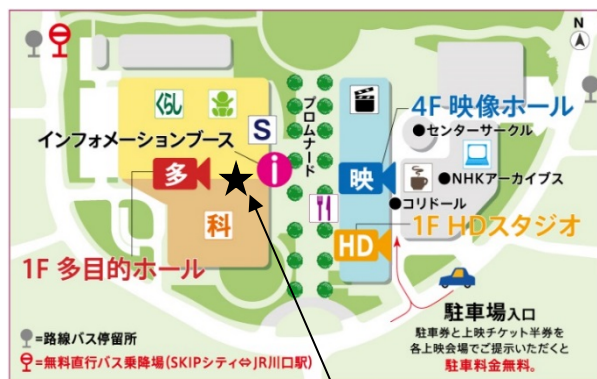 N
くらし
S
プロムナード
4F 映像ホール
●センターサークル
インフォメーションブース
i
多
映
●NHKアーカイブス
●コリドール
科
HD
1F HDスタジオ
1F 多目的ホール
駐車場入口
駐車券と上映チケット半券を
各上映会場でご提示いただくと
駐車料金無料。
=路線バス停留所
=無料直行バス乗降場(SKIPシティ⇔JR川口駅)